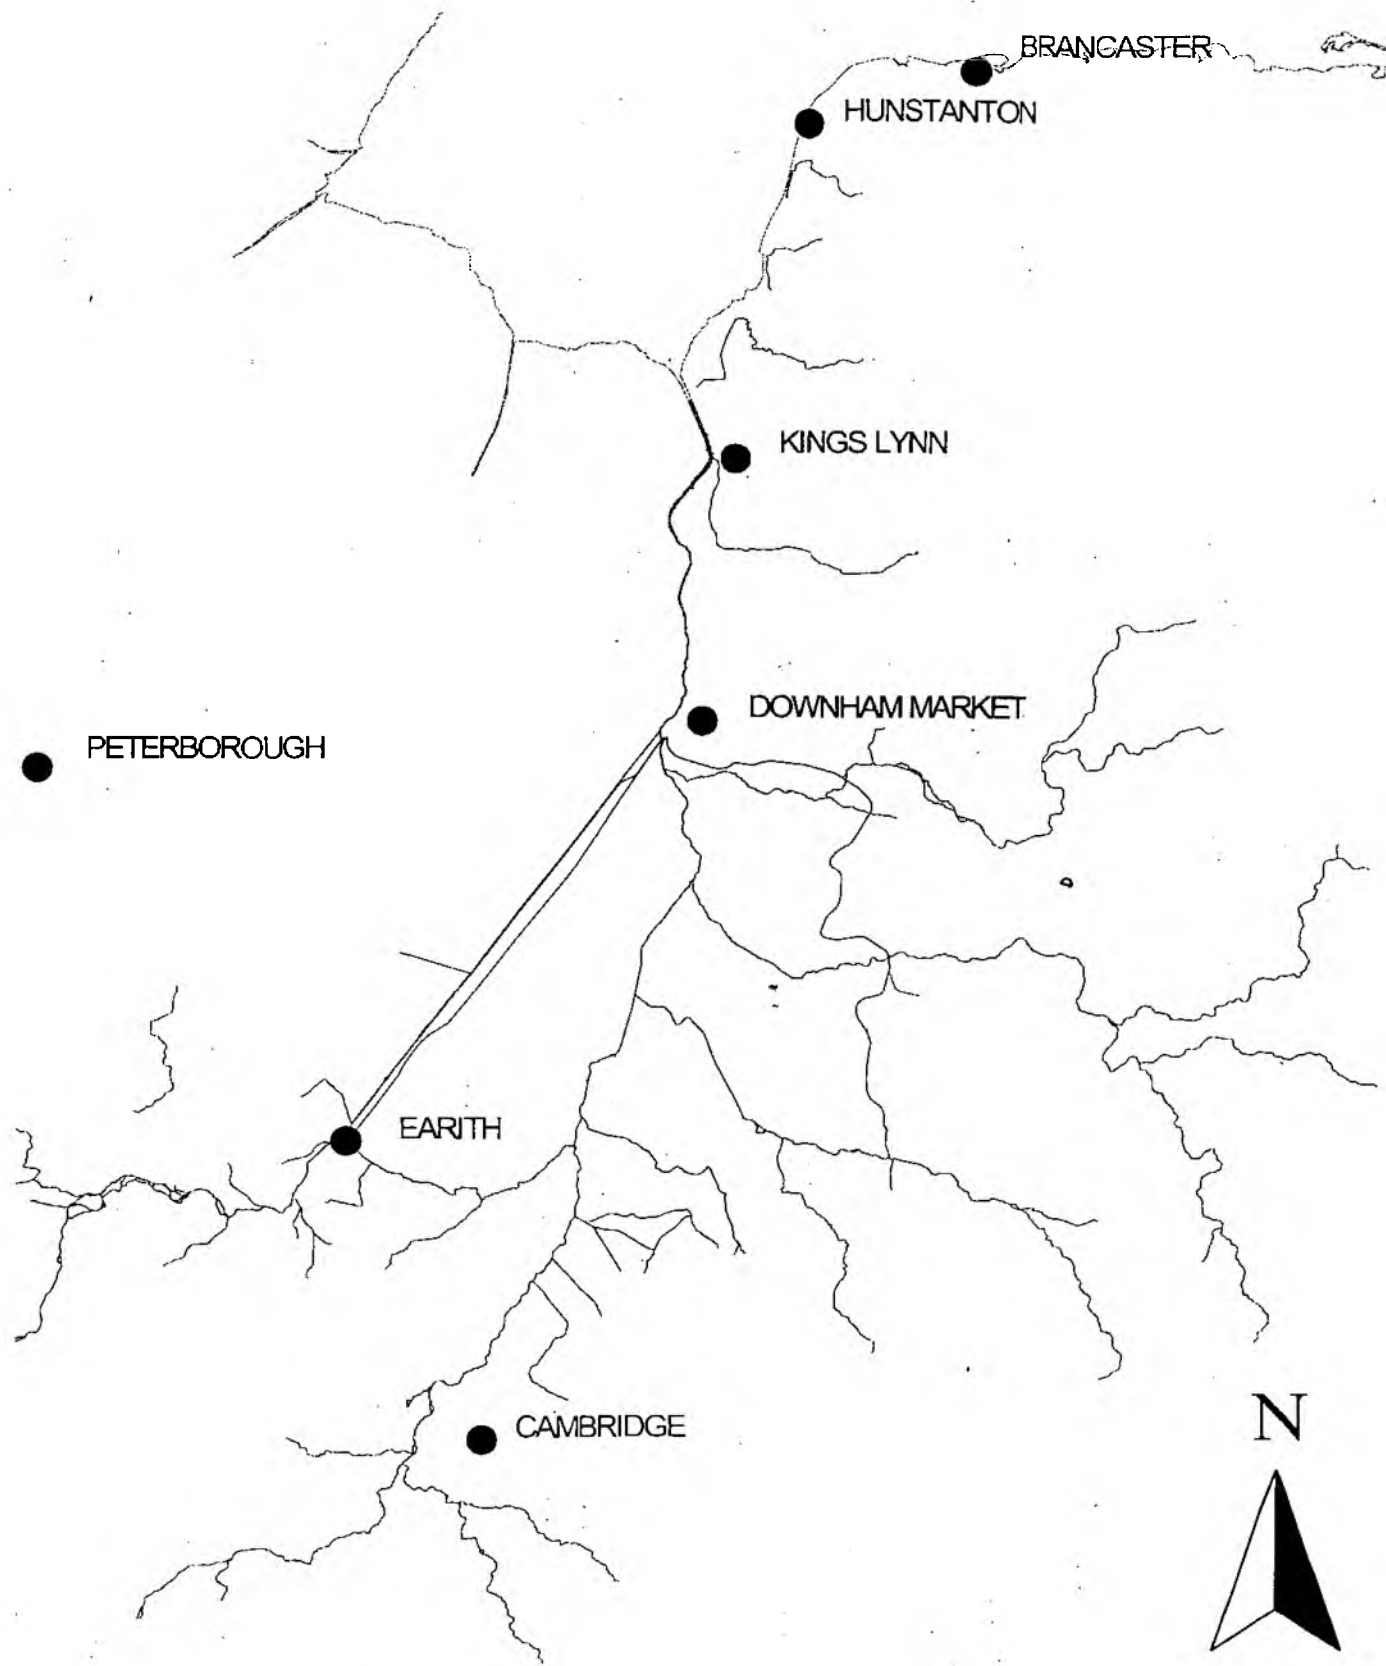 BRANCASTER
HUNSTANTON
KINGS LYNN
DOWNHAM MARKET
PETERBOROUGH
EARITH
CAMBRIDGE
N